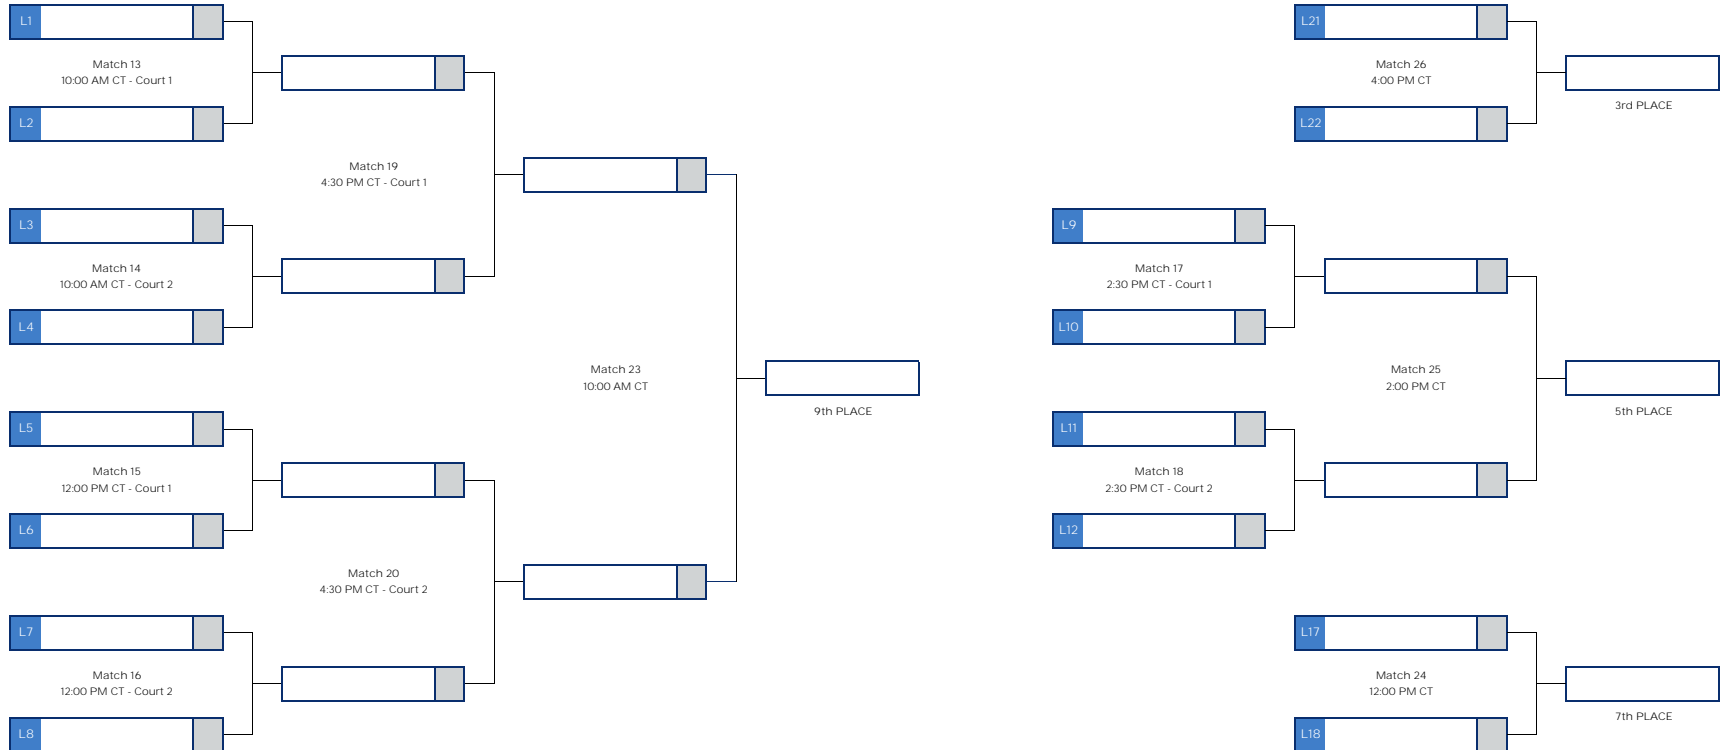 L1
Match 13
10:00 AM CT - Court 1
L2
Match 19
4:30 PM CT - Court 1
L3
Match 14
10:00 AM CT - Court 2
L4
Match 23
10:00 AM CT
9th PLACE
L5
Match 15
12:00 PM CT - Court 1
L6
Match 20
4:30 PM CT - Court 2
L7
Match 16
12:00 PM CT - Court 2
L8
L21
Match 26
4:00 PM CT
3rd PLACE
L22
L9
Match 17
2:30 PM CT - Court 1
L10
Match 25
2:00 PM CT
5th PLACE
L11
Match 18
2:30 PM CT - Court 2
L12
L17
Match 24
12:00 PM CT
7th PLACE
L18